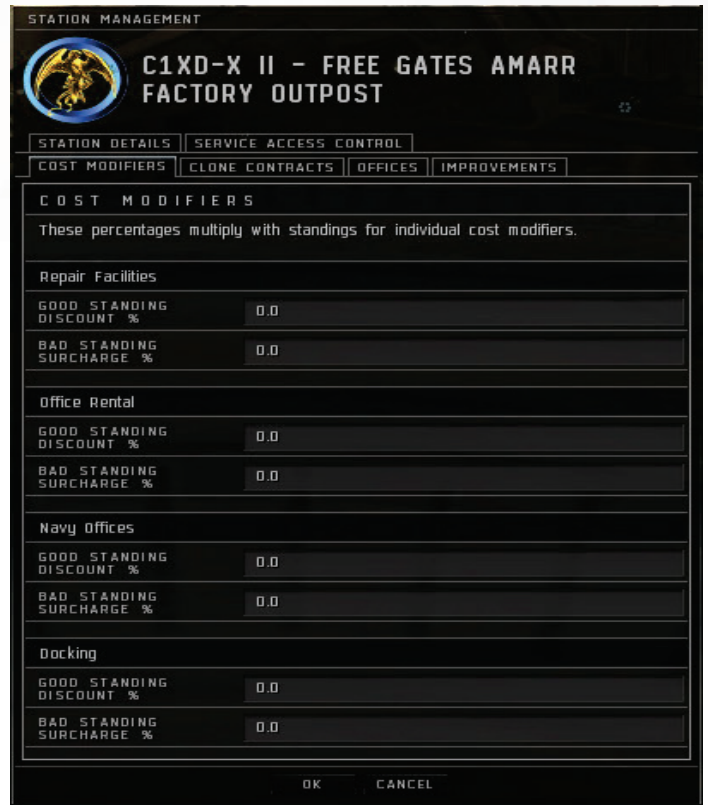 STATION MANAGEMENT
C1XD-X II - FREE GATES AMARR
FACTORY OUTPOST
STATION DETAILS SERVICE ACCESS CONTROL
COST MODIFIERS CLONE CONTRACTS OFFICES IMPROVEMENTS
COST MODIFIERS
These percentages multiply with standings for individual cost modifiers.
Repair Facilities
GOOD STANDING
DISCOUNT % 0.0
BAD STANDING
SURCHARGE % 0.0
Office Rental
GOOD STANDING
DISCOUNT % 0.0
BAD STANDING
SURCHARGE % 0.0
Navy Offices
GOOD STANDING
DISCOUNT % 0.0
BAD STANDING
SURCHARGE % 0.0
Docking
GOOD STANDING
DISCOUNT % 0.0
BAD STANDING
SURCHARGE % 0.0
OK CANCEL